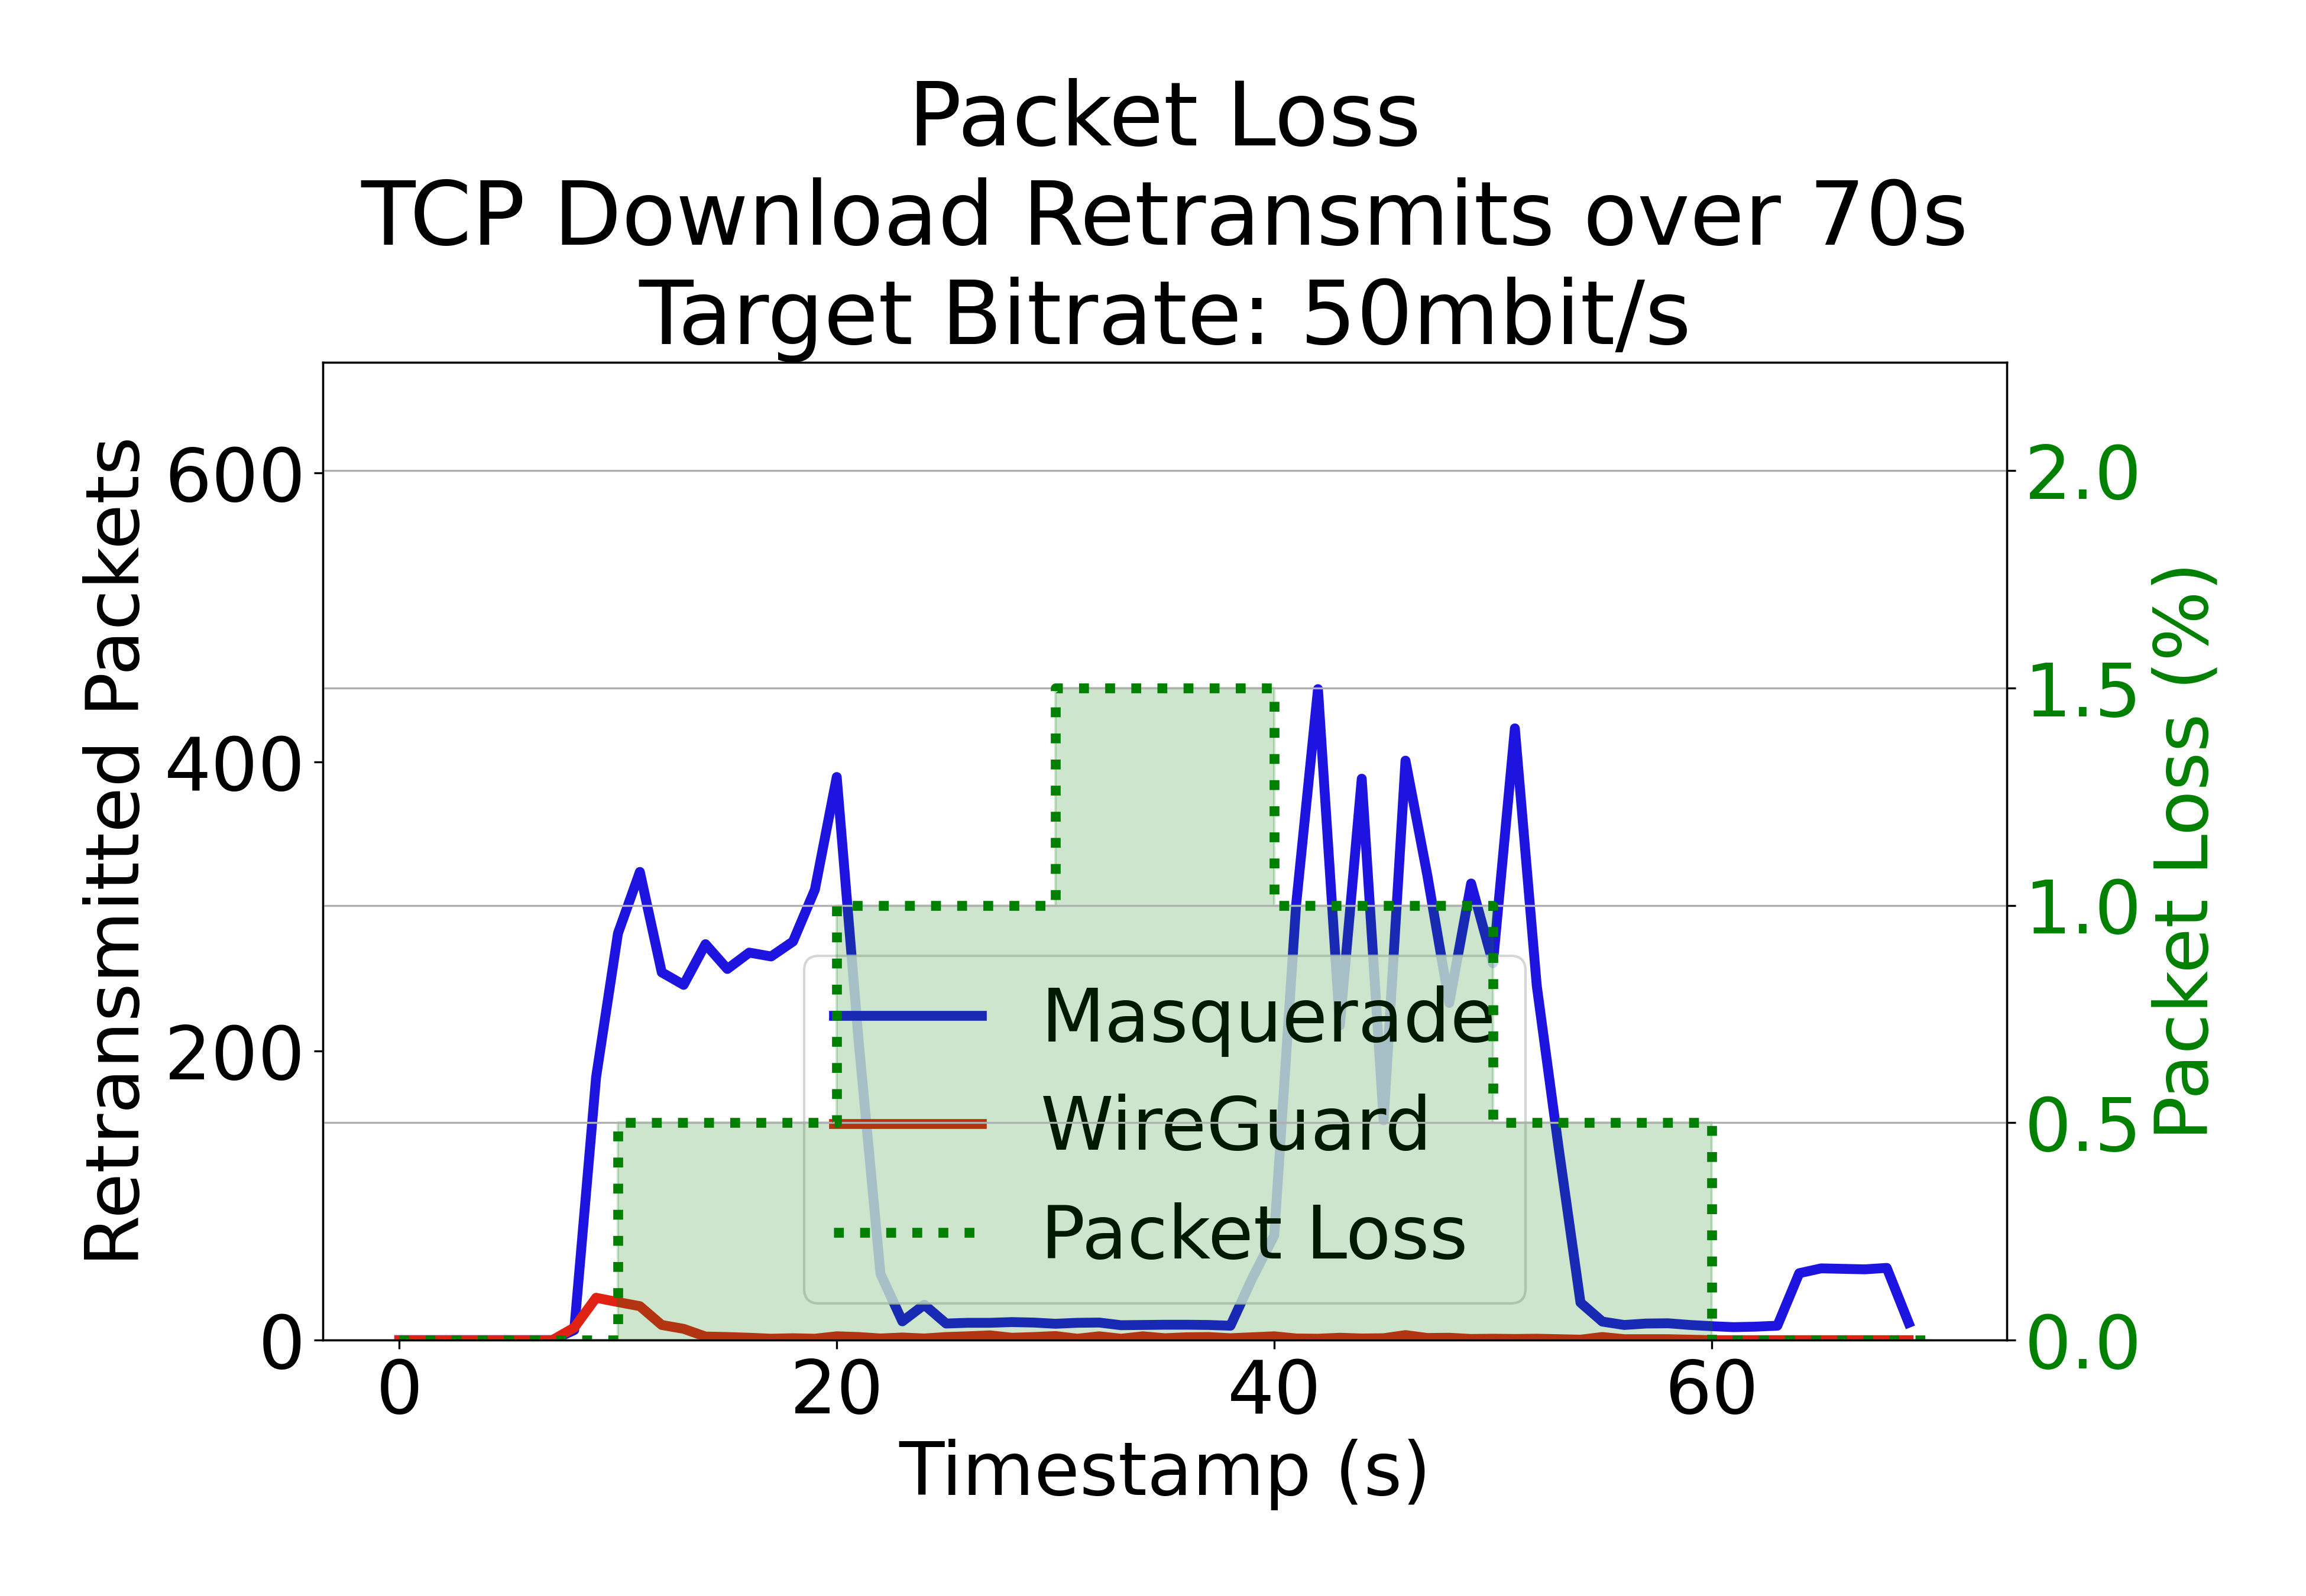 Packet Loss
TCP Download Retransmits over 70s
Target Bitrate: 50mbit/s
Retransmitted Packets
600
400
200
0
2.0
1.5
1.0
0.5
0.0
Packet Loss (%)
Masquerade
WireGuard
Packet Loss
0 20 40 60
Timestamp (s)